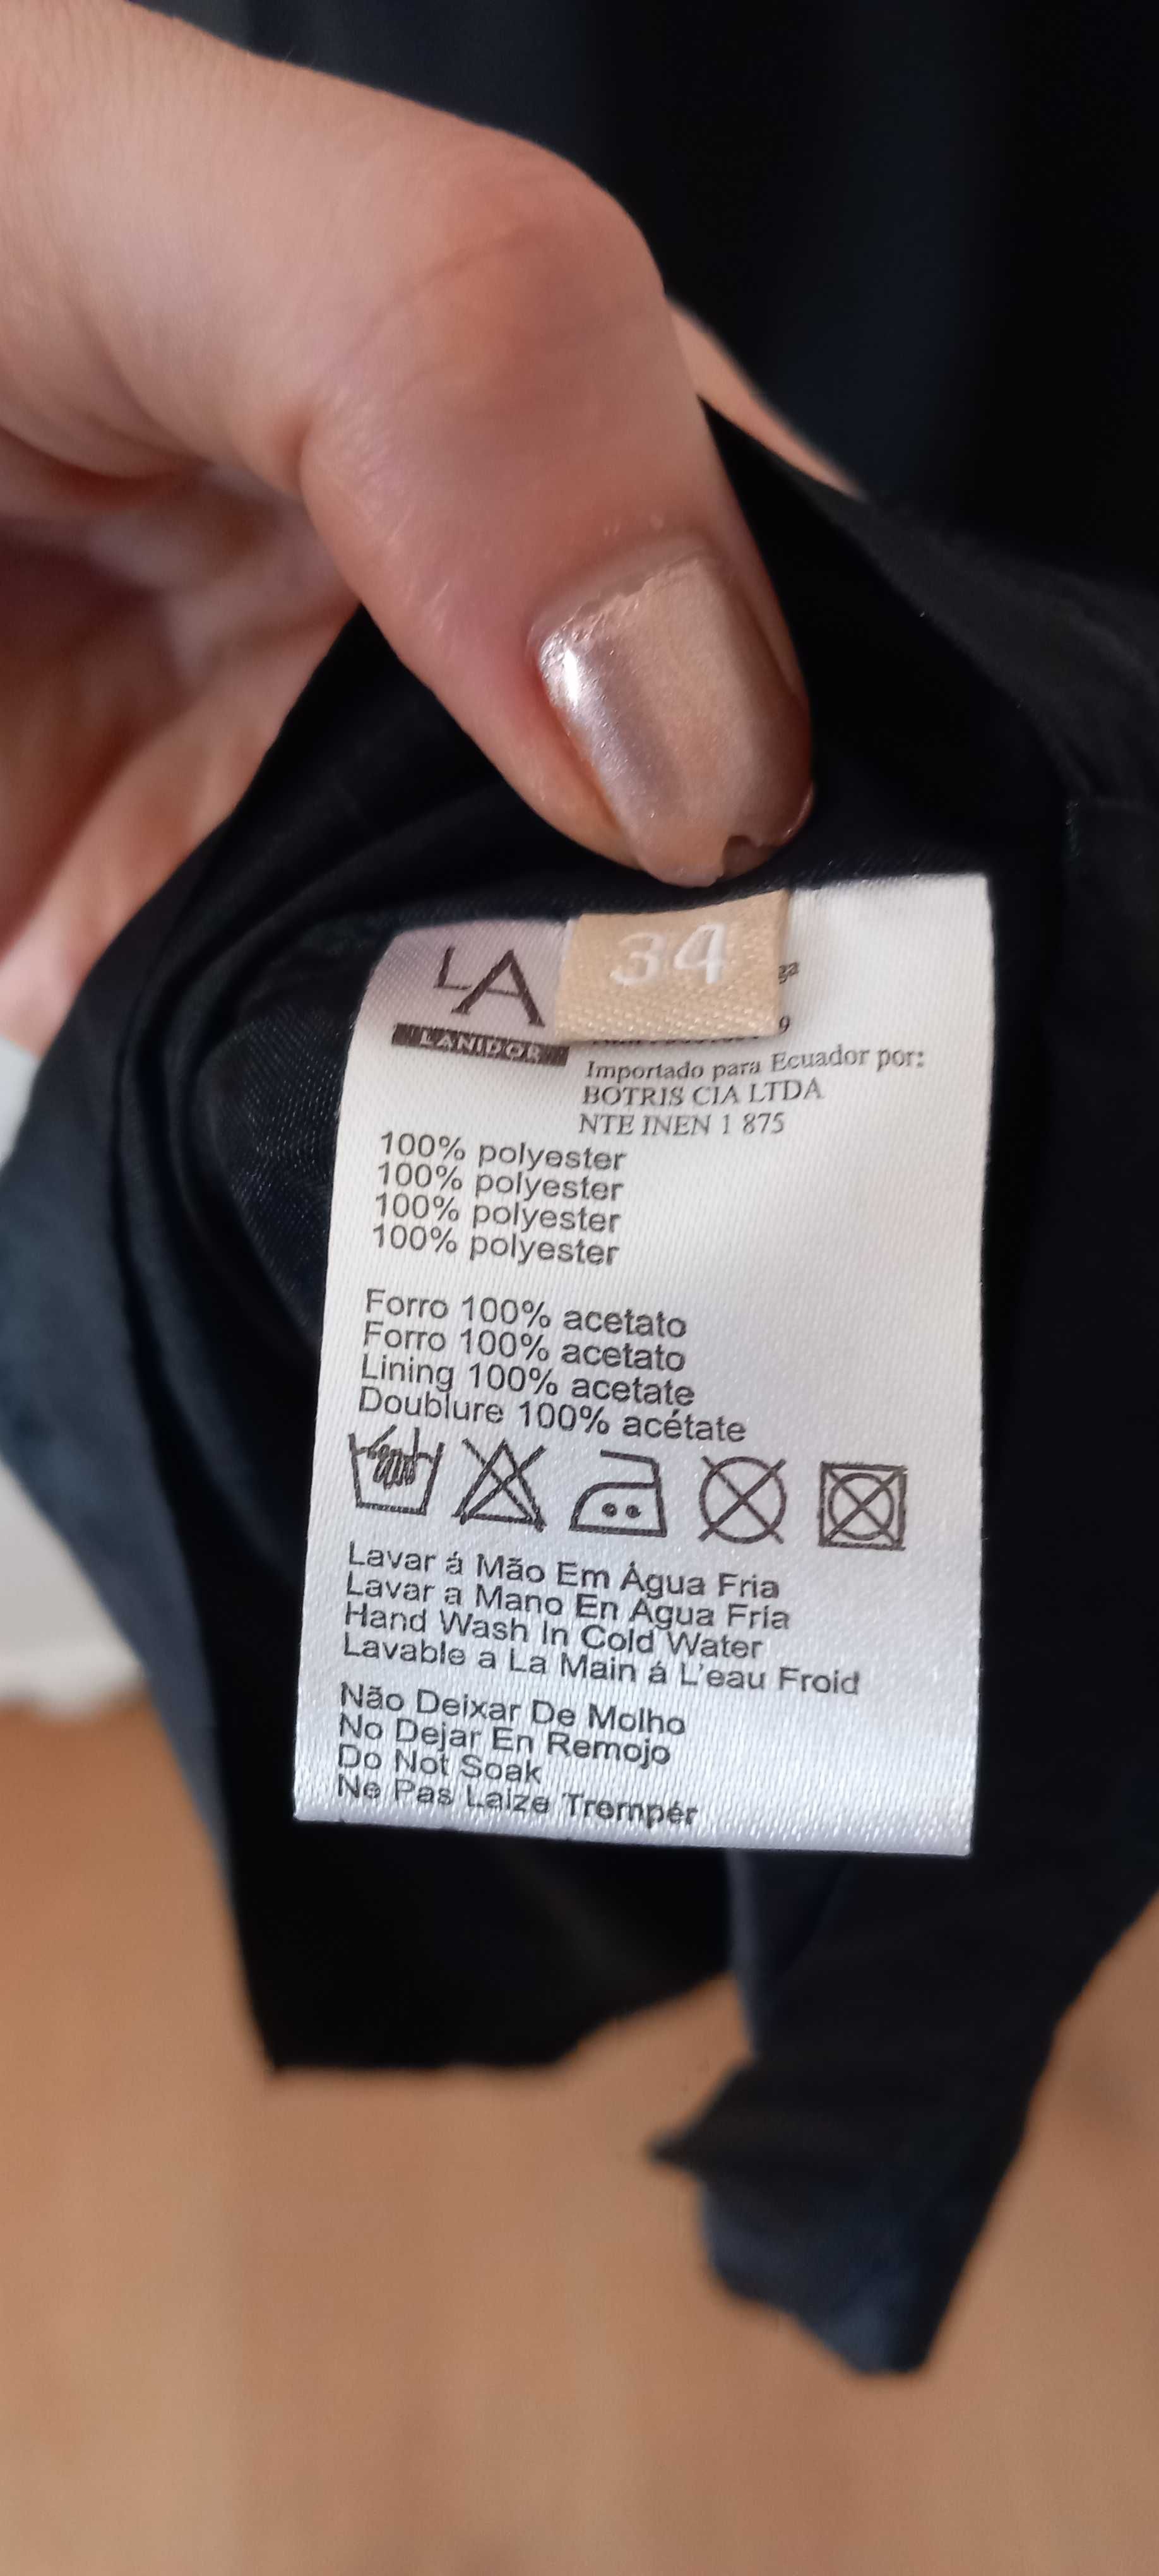 LA
LANIDOR
34
ga
9
Importado para Ecuador por:
BOTRIS CIA LTDA
NTE INEN 1 875
100% polyester
100% polyester
100% polyester
100% polyester
Forro 100% acetato
Forro 100% acetato
Lining 100% acetate
Doublure 100% acétate
Lavar á Mão Em Água Fria
Lavar a Mano En Agua Fria
Hand Wash In Cold Water
Lavable a La Main á L'eau Froid
Não Deixar De Molho
No Dejar En Remojo
Do Not Soak
Ne Pas Laize Trempér